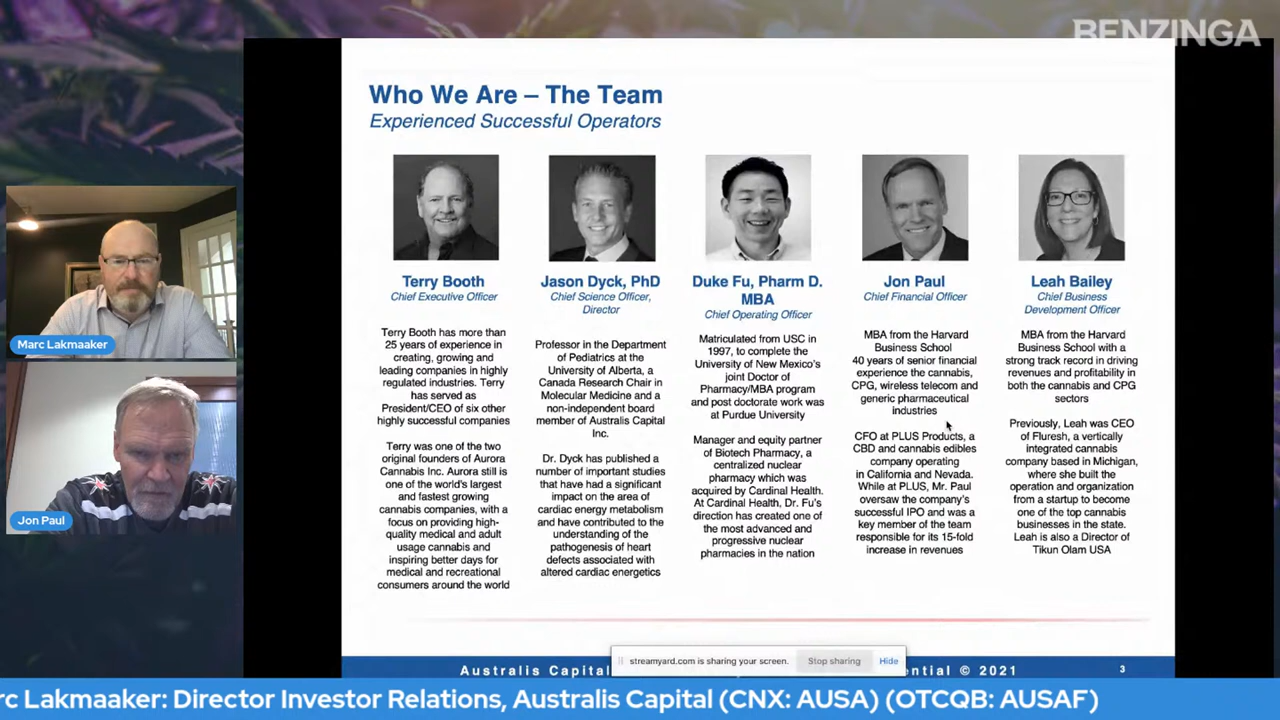 BENZINGA
Who We Are – The Team
Experienced Successful Operators
Terry Booth
Chief Executive Officer
Terry Booth has more than
25 years of experience in
creating, growing and
leading companies in highly
regulated industries. Terry
has served as
President/CEO of six other
highly successful companies
Terry was one of the two
original founders of Aurora
Cannabis Inc. Aurora still is
one of the world's largest
and fastest growing
cannabis companies, with a
focus on providing high-
quality medical and adult
usage cannabis and
inspiring better days for
medical and recreational
consumers around the world
Jason Dyck, PhD
Chief Science Officer,
Director
Professor in the Department
of Pediatrics at the
University of Alberta, a
Canada Research Chair in
Molecular Medicine and a
non-independent board
member of Australis Capital
Inc.
Dr. Dyck has published a
number of important studies
that have had a significant
impact on the area of
cardiac energy metabolism
and have contributed to the
understanding of the
pathogenesis of heart
defects associated with
altered cardiac energetics
Duke Fu, Pharm D.
MBA
Chief Operating Officer
Matriculated from USC in
1997, to complete the
University of New Mexico's
joint Doctor of
Pharmacy/MBA program
and post doctorate work was
at Purdue University
Manager and equity partner
of Biotech Pharmacy, a
centralized nuclear
pharmacy which was
acquired by Cardinal Health.
At Cardinal Health, Dr. Fu's
direction has created one of
the most advanced and
progressive nuclear
pharmacies in the nation
Jon Paul
Chief Financial Officer
MBA from the Harvard
Business School
40 years of senior financial
experience the cannabis,
CPG, wireless telecom and
generic pharmaceutical
industries
CFO at PLUS Products, a
CBD and cannabis edibles
company operating
in California and Nevada.
While at PLUS, Mr. Paul
oversaw the company's
successful IPO and was a
key member of the team
responsible for its 15-fold
increase in revenues
Leah Bailey
Chief Business
Development Officer
MBA from the Harvard
Business School with a
strong track record in driving
revenues and profitability in
both the cannabis and CPG
sectors
Previously, Leah was CEO
of Fluresh, a vertically
integrated cannabis
company based in Michigan,
where she built the
operation and organization
from a startup to become
one of the top cannabis
businesses in the state.
Leah is also a Director of
Tikun Olam USA
Marc Lakmaaker
Jon Paul
streamyard.com is sharing your screen. Stop sharing Hide
Australis Capital ential © 2021 3
rc Lakmaaker: Director Investor Relations, Australis Capital (CNX: AUSA) (OTCQB: AUSAF)